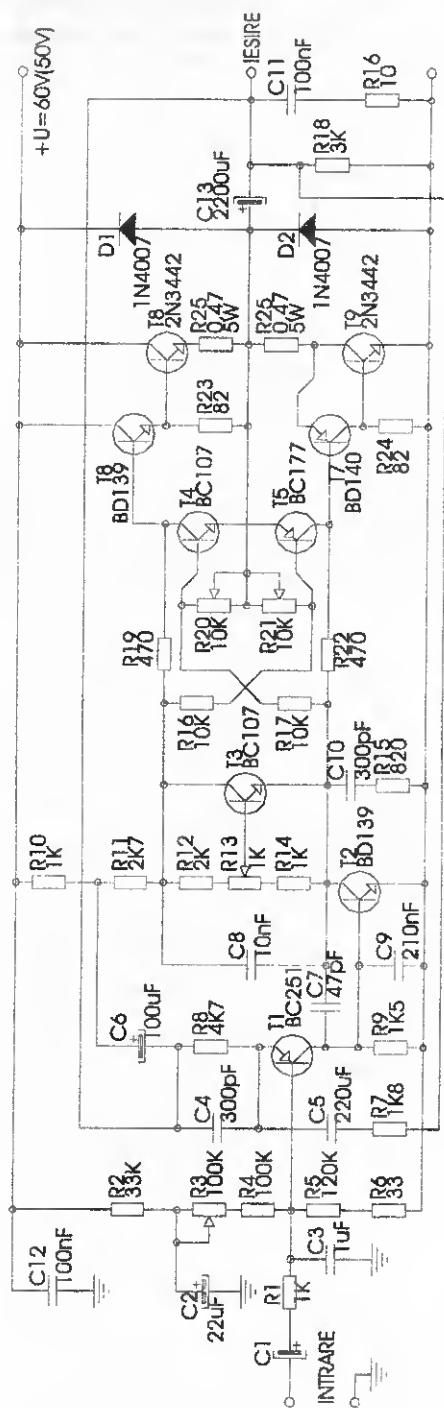 +U=60V(50V)
IESIRE
C11
100nF
R16
10
R18
3K
C13
2200uF
+
D1
1N4007
D2
1N4007
T8
2N3442
R25
0.47
5W
R25
0.47
5W
T9
2N3442
T8
BD139
R23
82
T7
BD140
R24
82
T4
BC107
T5
BC177
R20
10K
R21
10K
R19
470
R22
470
R16
10K
R17
10K
T3
BC107
C10
300pF
R15
820
R10
1K
R11
2K7
R12
2K
R13
1K
R14
1K
T2
BD139
C8
10nF
C7
47pF
C9
210nF
C6
100uF
+
R8
4K7
T1
BC251
R9
1K5
C4
300pF
C5
220uF
R7
1K8
R2
33K
R3
100K
R4
100K
R5
120K
R6
33
C12
100nF
C2
22uF
+
C3
1uF
R1
1K
C1
+
INTRARE